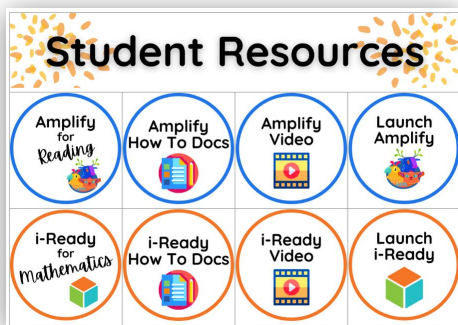 Student Resources
Amplify
for
Reading
Amplify
How To Docs
Amplify
Video
Launch
Amplify
i-Ready
for
Mathematics
i-Ready
How To Docs
i-Ready
Video
Launch
i-Ready